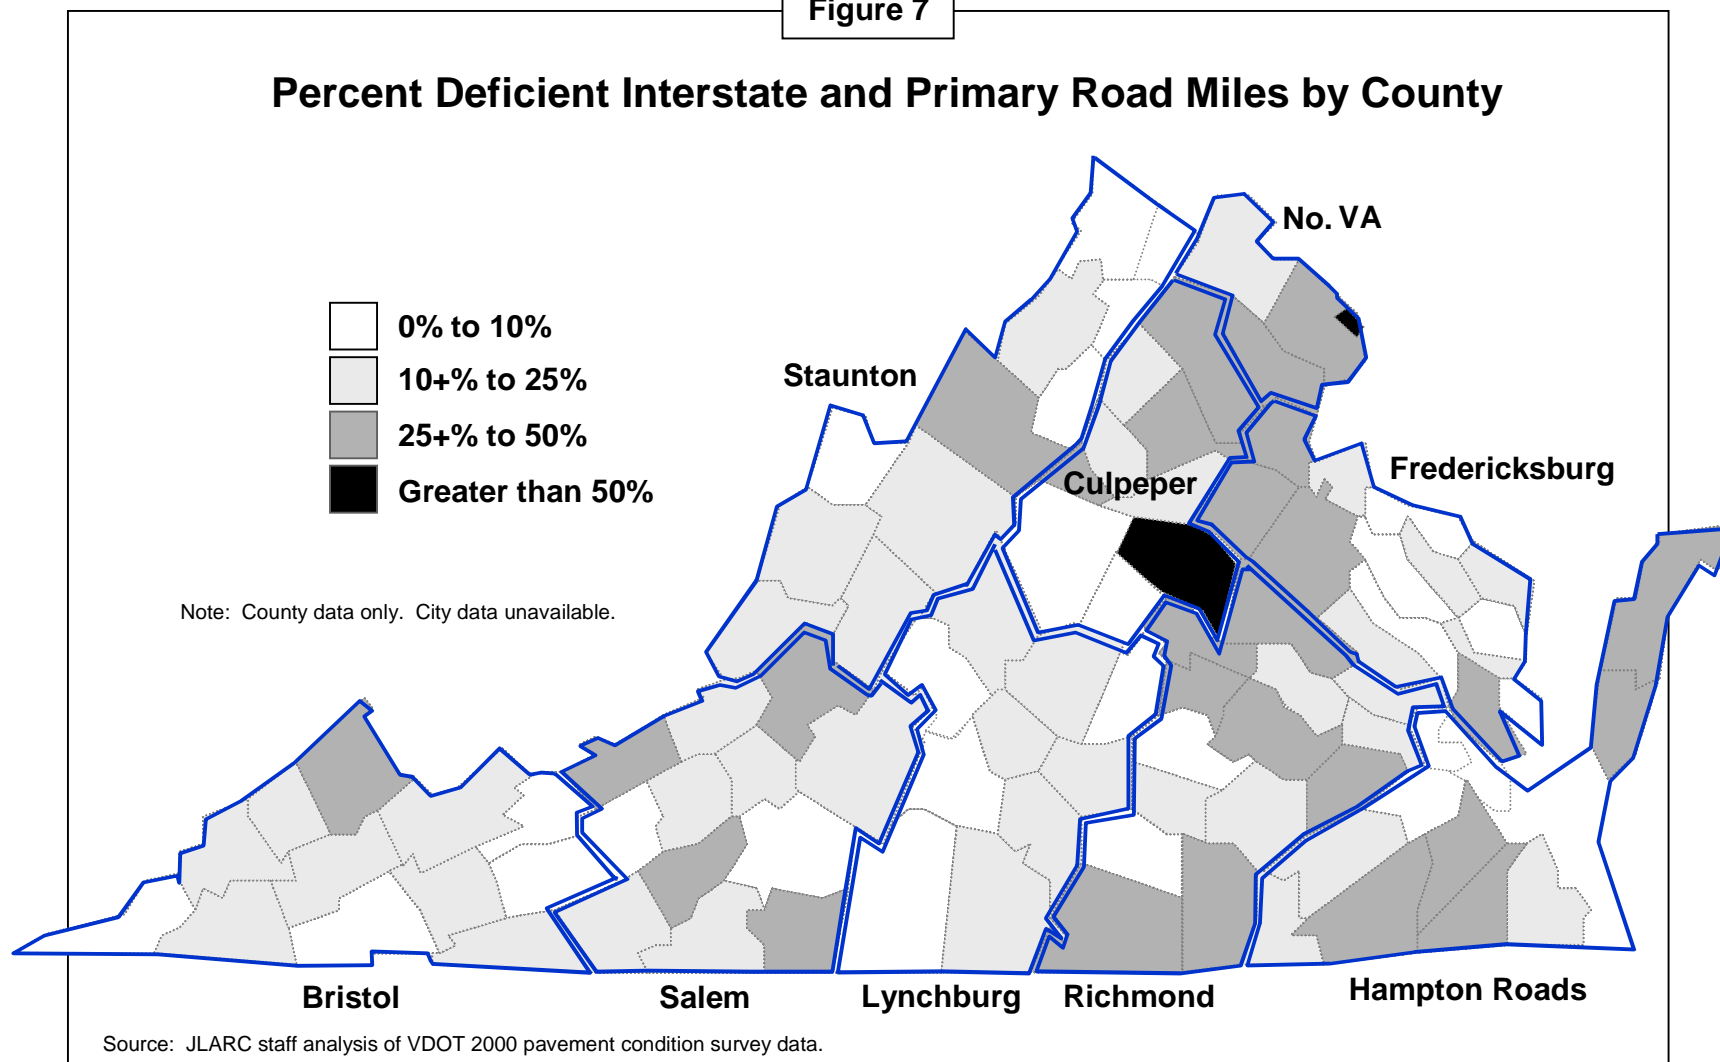 Figure 7
Percent Deficient Interstate and Primary Road Miles by County
No. VA
0% to 10%
10+% to 25%
25+% to 50%
Greater than 50%
Staunton
Culpeper
Fredericksburg
Note: County data only. City data unavailable.
Bristol
Salem
Lynchburg
Richmond
Hampton Roads
Source: JLARC staff analysis of VDOT 2000 pavement condition survey data.